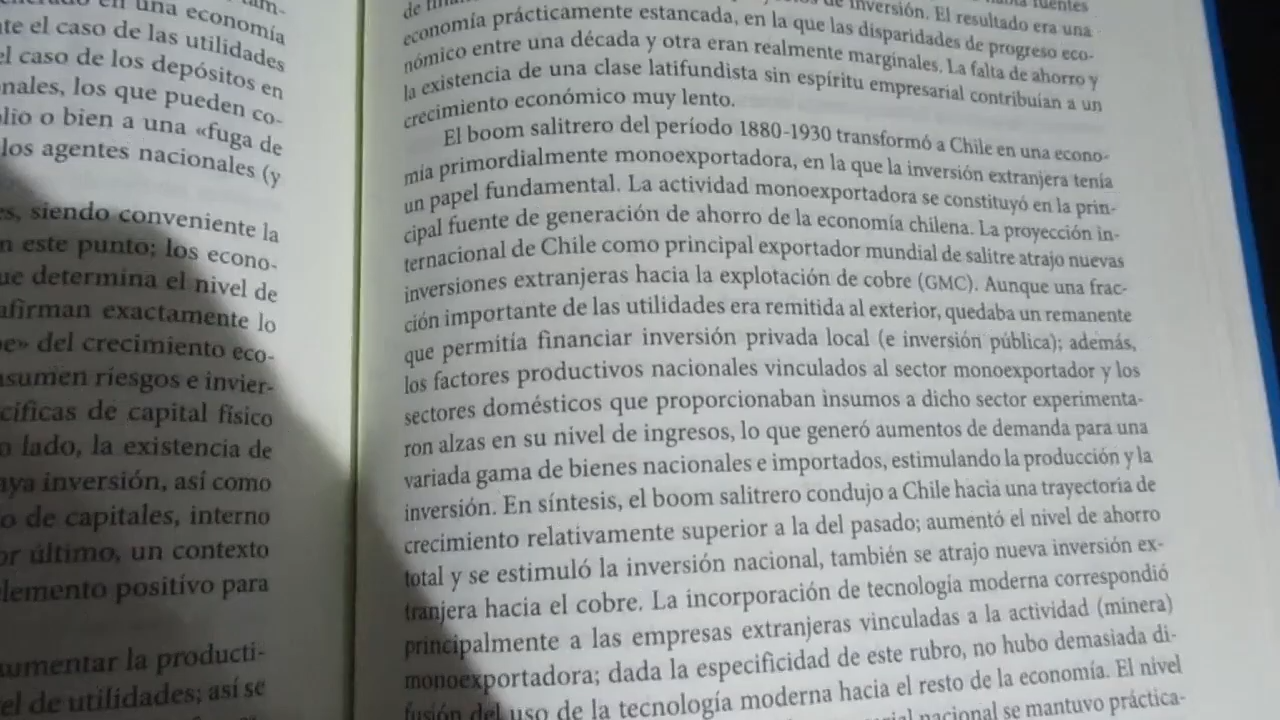 en una economía
el caso de las utilidades
el caso de los depósitos en
nales, los que pueden co-
lio o bien a una «fuga de
los agentes nacionales (y
siendo conveniente la
este punto; los econo-
ue determina el nivel de
afirman exactamente lo
del crecimiento eco-
asumen riesgos e invier-
cíficas de capital físico
lado, la existencia de
aya inversión, así como
o de capitales, interno
or último, un contexto
lemento positivo para
aumentar la producti-
el de utilidades; así se
fuentes
de inversión. El resultado era una
economía prácticamente estancada, en la que las disparidades de progreso eco-
nómico entre una década y otra eran realmente marginales. La falta de ahorro y
la existencia de una clase latifundista sin espíritu empresarial contribuían a un
crecimiento económico muy lento.
El boom salitrero del período 1880-1930 transformó a Chile en una econo-
mía primordialmente monoexportadora, en la que la inversión extranjera tenía
un papel fundamental. La actividad monoexportadora se constituyó en la prin-
cipal fuente de generación de ahorro de la economía chilena. La proyección in-
ternacional de Chile como principal exportador mundial de salitre atrajo nuevas
inversiones extranjeras hacia la explotación de cobre (GMC). Aunque una frac-
ción importante de las utilidades era remitida al exterior, quedaba un remanente
que permitía financiar inversión privada local (e inversión pública); además,
los factores productivos nacionales vinculados al sector monoexportador y los
sectores domésticos que proporcionaban insumos a dicho sector experimenta-
ron alzas en su nivel de ingresos, lo que generó aumentos de demanda para una
variada gama de bienes nacionales e importados, estimulando la producción y la
inversión. En síntesis, el boom salitrero condujo a Chile hacia una trayectoria de
crecimiento relativamente superior a la del pasado; aumentó el nivel de ahorro
total y se estimuló la inversión nacional, también se atrajo nueva inversión ex-
tranjera hacia el cobre. La incorporación de tecnología moderna correspondió
principalmente a las empresas extranjeras vinculadas a la actividad (minera)
monoexportadora; dada la especificidad de este rubro, no hubo demasiada di-
fusión del uso de la tecnología moderna hacia el resto de la economía. El nivel
nacional se mantuvo práctica-